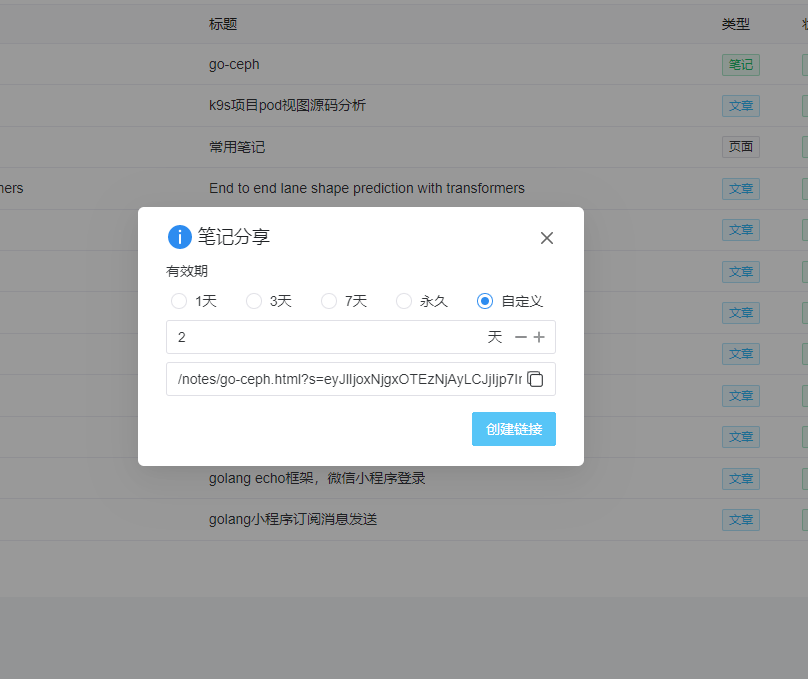 标题 类型
go-ceph 笔记
k9s项目pod视图源码分析 文章
常用笔记 页面
End to end lane shape prediction with transformers 文章
笔记分享
文章
有效期
文章
1天 3天 7天 永久 自定义
文章
2 天
文章
/notes/go-ceph.html?s=
文章
创建链接
文章
golang echo框架，微信小程序登录 文章
golang小程序订阅消息发送 文章